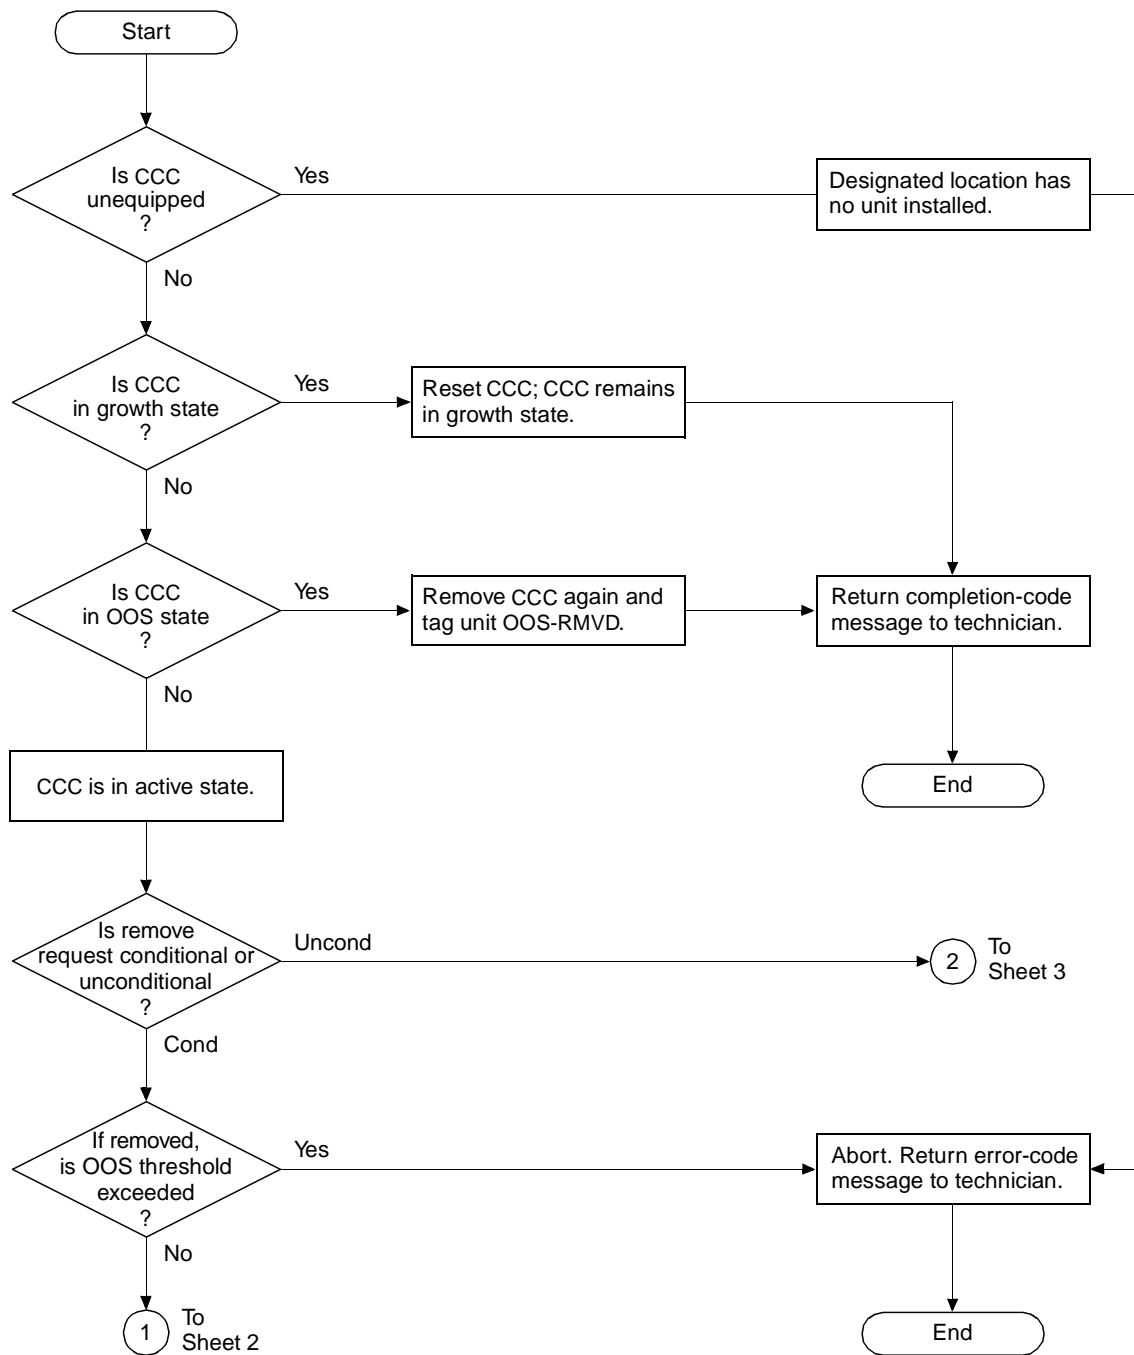 Start
Is CCC
unequipped
?
Yes
Designated location has
no unit installed.
No
Is CCC
in growth state
?
Yes
Reset CCC; CCC remains
in growth state.
No
Is CCC
in OOS state
?
Yes
Remove CCC again and
tag unit OOS-RMVD.
Return completion-code
message to technician.
No
End
CCC is in active state.
Is remove
request conditional or
unconditional
?
Uncond
2
To
Sheet 3
Cond
If removed,
is OOS threshold
exceeded
?
Yes
Abort. Return error-code
message to technician.
No
1
To
Sheet 2
End